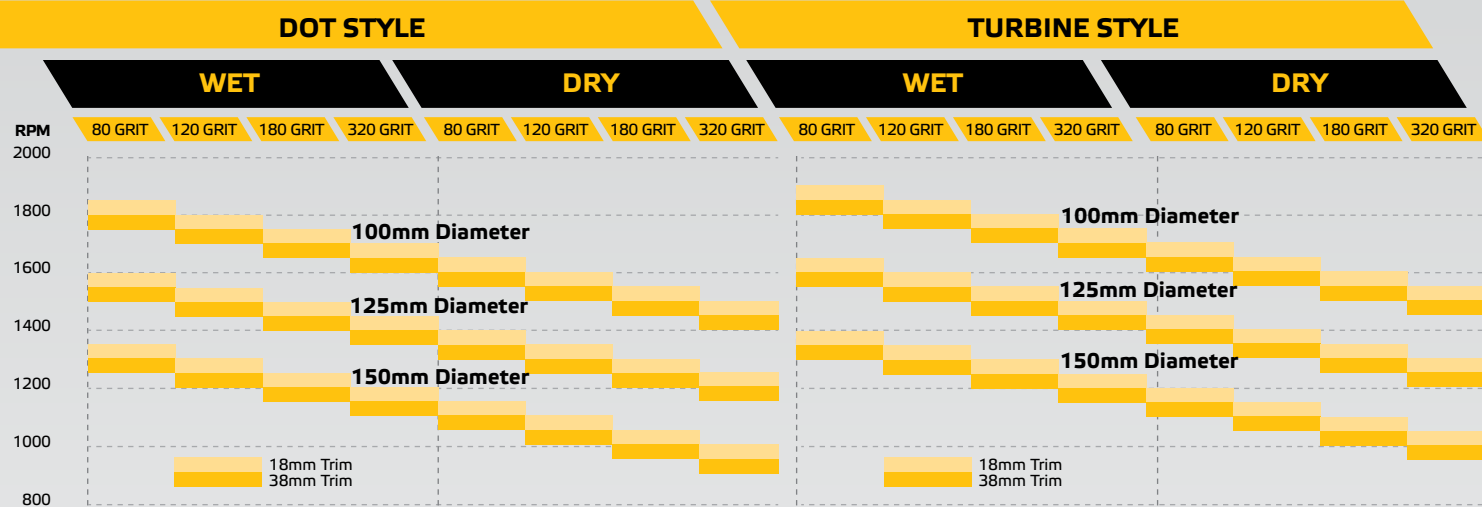 DOT STYLE TURBINE STYLE
WET DRY WET DRY
RPM 80 GRIT 120 GRIT 180 GRIT 320 GRIT 80 GRIT 120 GRIT 180 GRIT 320 GRIT 80 GRIT 120 GRIT 180 GRIT 320 GRIT 80 GRIT 120 GRIT 180 GRIT 320 GRIT
2000
1800
100mm Diameter 100mm Diameter
1600
125mm Diameter 125mm Diameter
1400
150mm Diameter 150mm Diameter
1200
1000
18mm Trim 18mm Trim
38mm Trim 38mm Trim
800